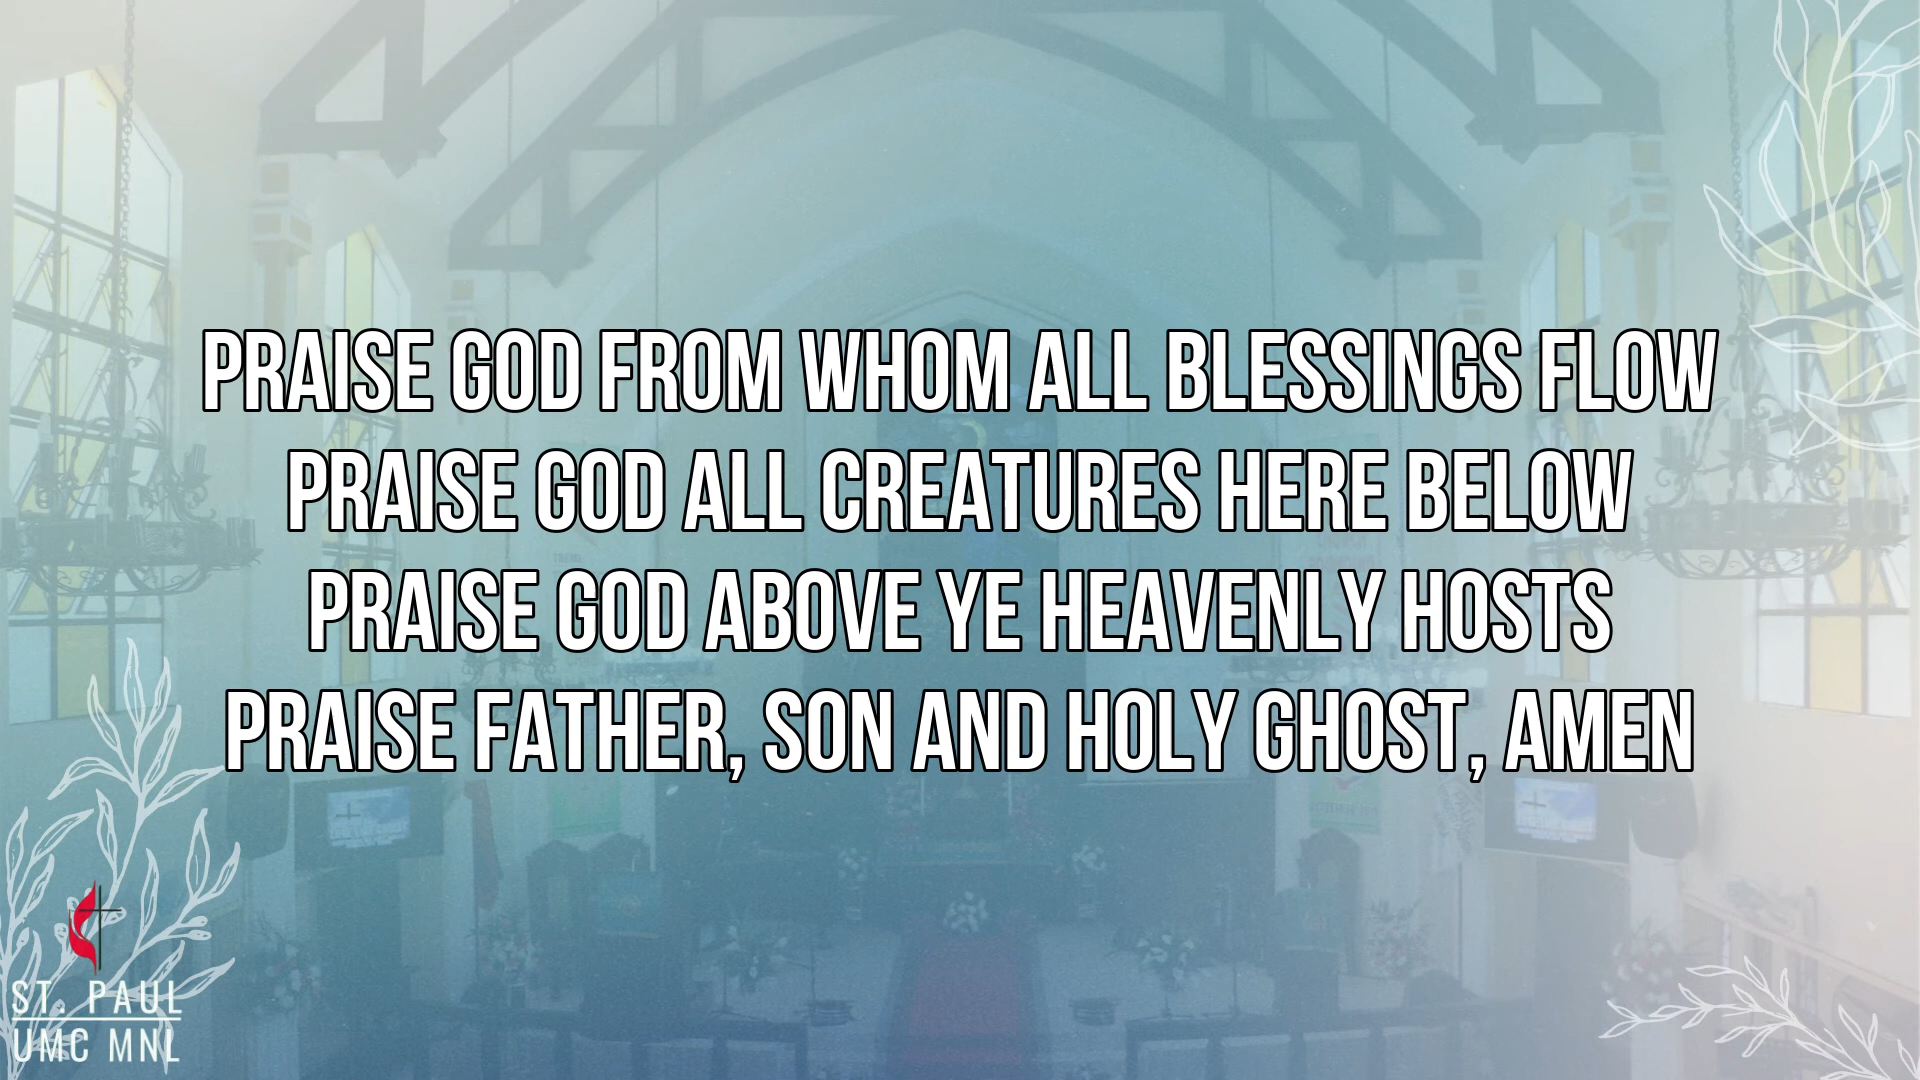 PRAISE GOD FROM WHOM ALL BLESSINGS FLOW
PRAISE GOD ALL CREATURES HERE BELOW
PRAISE GOD ABOVE YE HEAVENLY HOSTS
PRAISE FATHER, SON AND HOLY GHOST, AMEN
ST. PAUL
UMC MNL